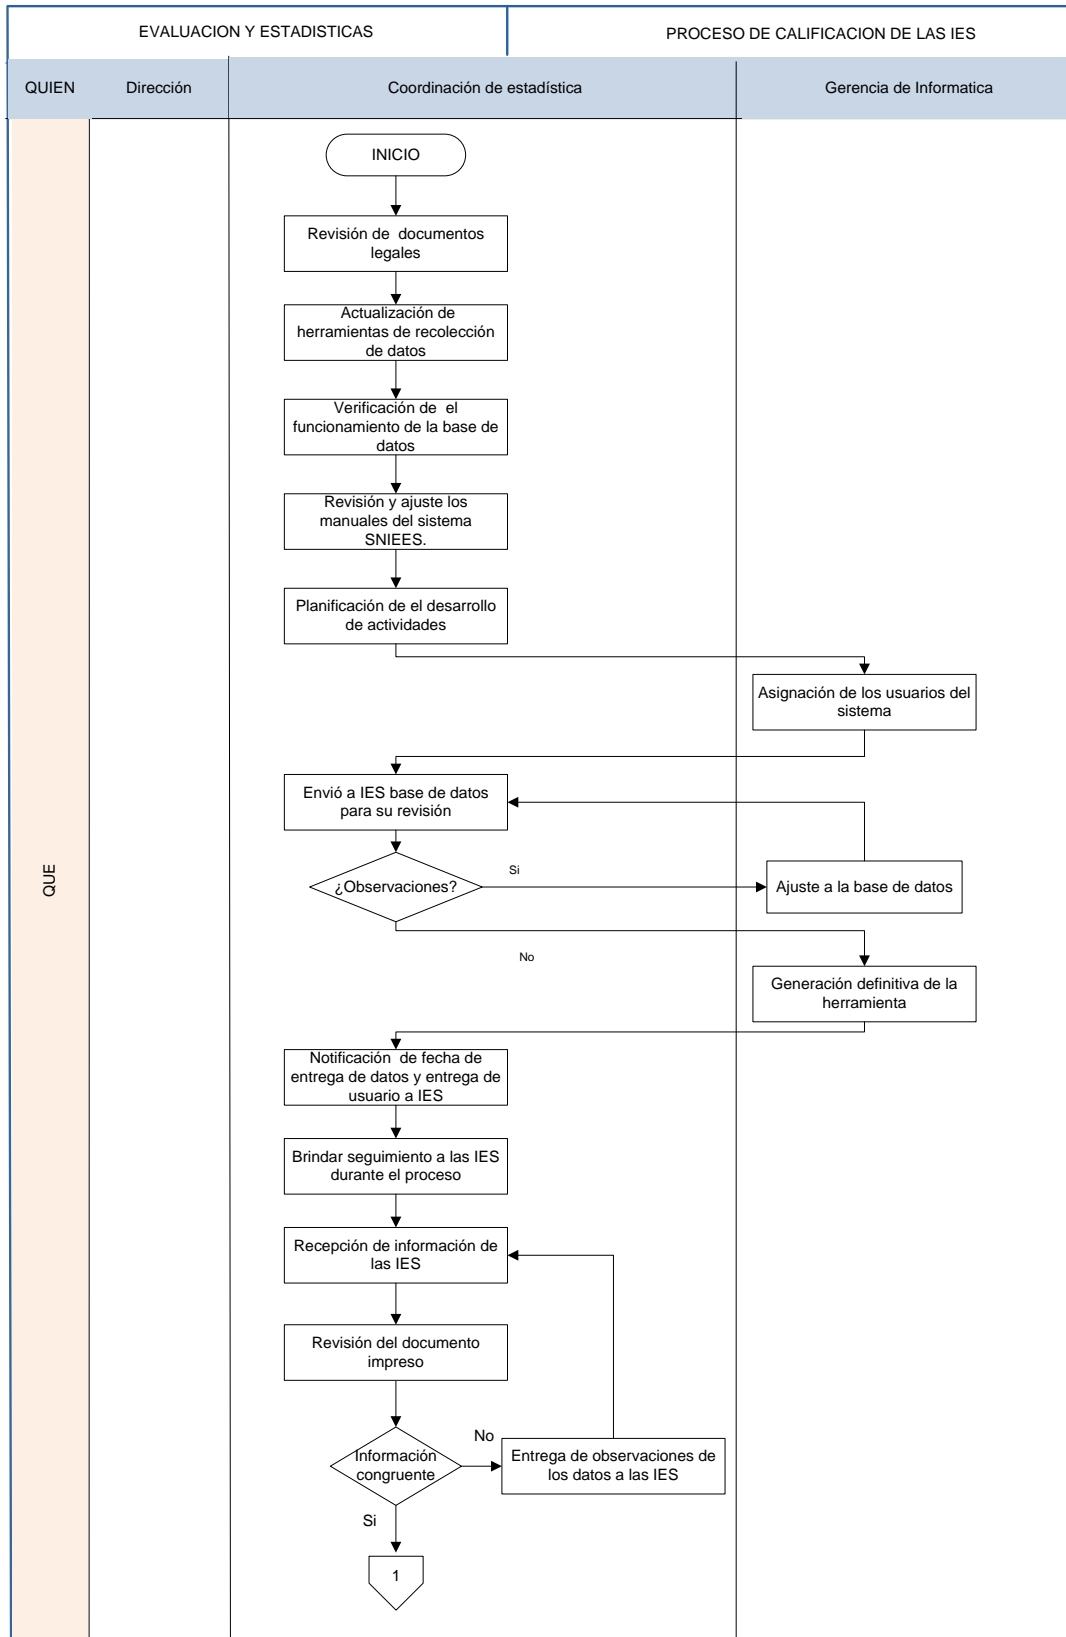 EVALUACION Y ESTADISTICAS
PROCESO DE CALIFICACION DE LAS IES
QUIEN
Dirección
Coordinación de estadística
Gerencia de Informatica
QUE
INICIO
Revisión de documentos
legales
Actualización de
herramientas de recolección
de datos
Verificación de el
funcionamiento de la base de
datos
Revisión y ajuste los
manuales del sistema
SNIEES.
Planificación de el desarrollo
de actividades
Asignación de los usuarios del
sistema
Envió a IES base de datos
para su revisión
¿Observaciones?
Si
Ajuste a la base de datos
No
Generación definitiva de la
herramienta
Notificación de fecha de
entrega de datos y entrega de
usuario a IES
Brindar seguimiento a las IES
durante el proceso
Recepción de información de
las IES
Revisión del documento
impreso
Información
congruente
No
Entrega de observaciones de
los datos a las IES
Si
1